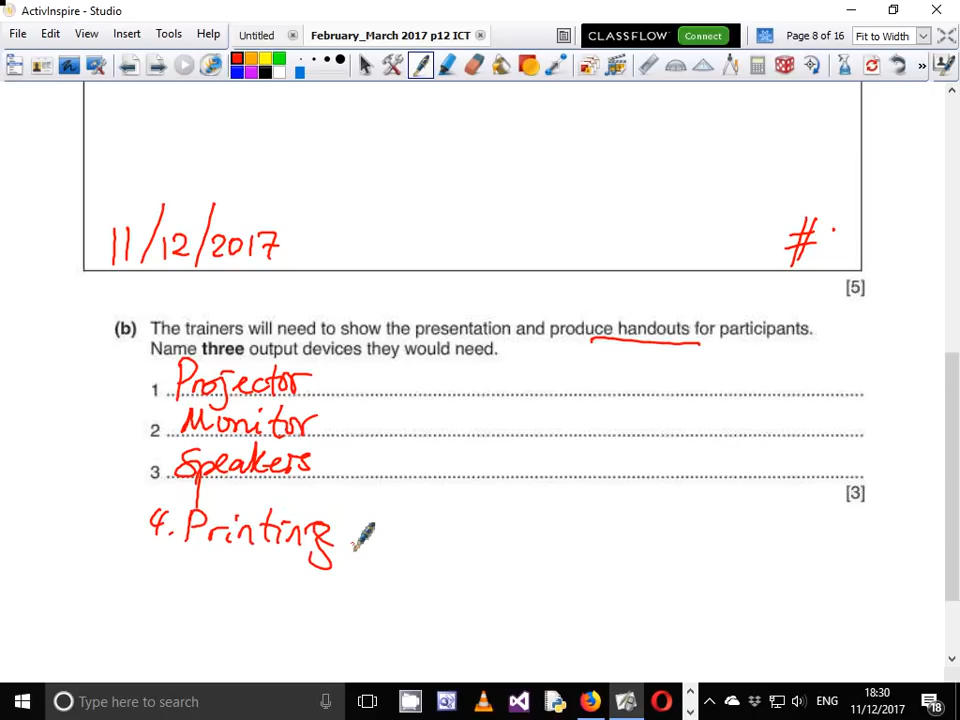 ActivInspire - Studio
File Edit View Insert Tools Help Untitled February_March 2017 p12 ICT CLASSFLOW Connect Page 8 of 16 Fit to Width
11/12/2017 #
[5]
(b) The trainers will need to show the presentation and produce handouts for participants.
Name three output devices they would need.
1 Projector
2 Monitor
3 Speakers
[3]
4. Printing
Type here to search ENG 18:30 11/12/2017 18